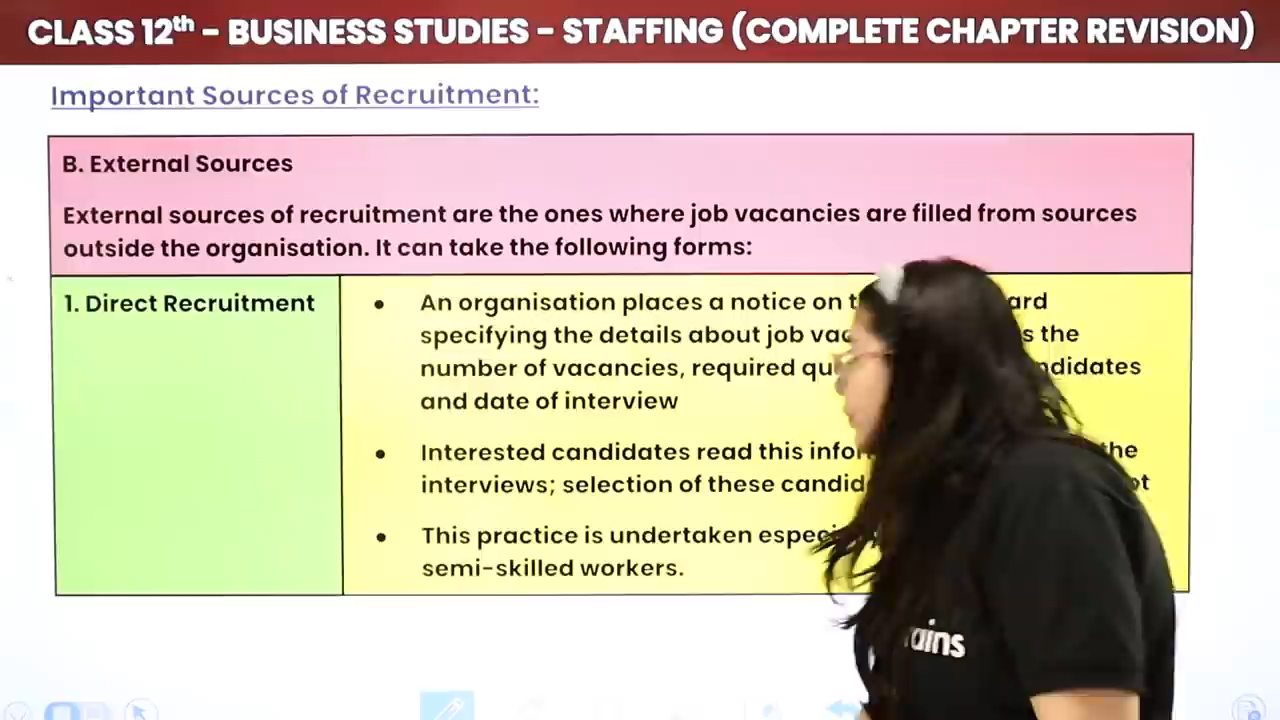 CLASS 12th – BUSINESS STUDIES – STAFFING (COMPLETE CHAPTER REVISION)
Important Sources of Recruitment:
B. External Sources
External sources of recruitment are the ones where job vacancies are filled from sources
outside the organisation. It can take the following forms:
1. Direct Recruitment
• An organisation places a notice on
specifying the details about job the
number of vacancies, required
and date of interview
• Interested candidates read this the
interviews; selection of these
• This practice is undertaken
semi-skilled workers.